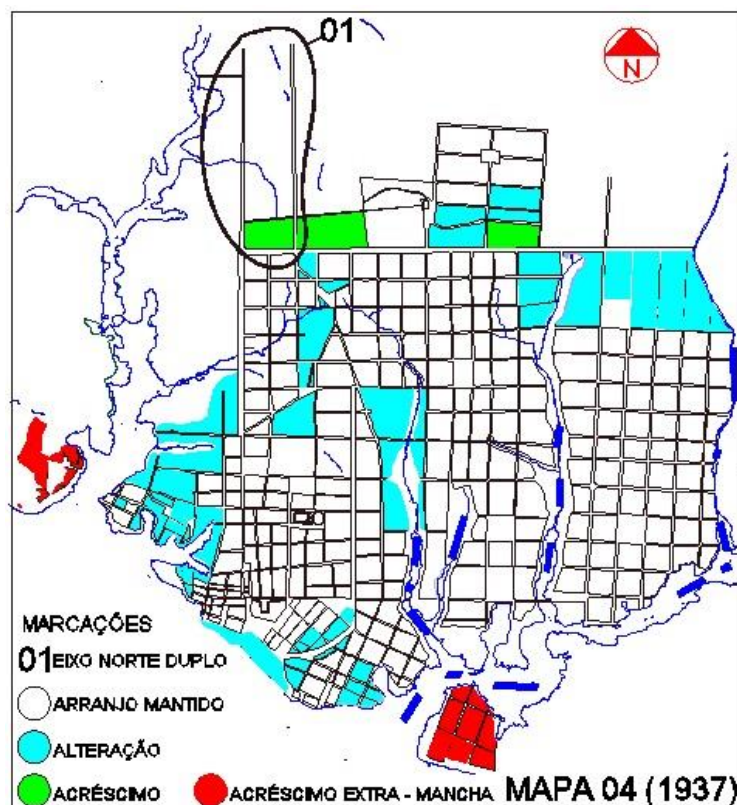 01
N
MARCAÇÕES
01 EIXO NORTE DUPLO
ARRANJO MANTIDO
ALTERAÇÃO
ACRÉSCIMO
ACRÉSCIMO EXTRA - MANCHA
MAPA 04 (1937)